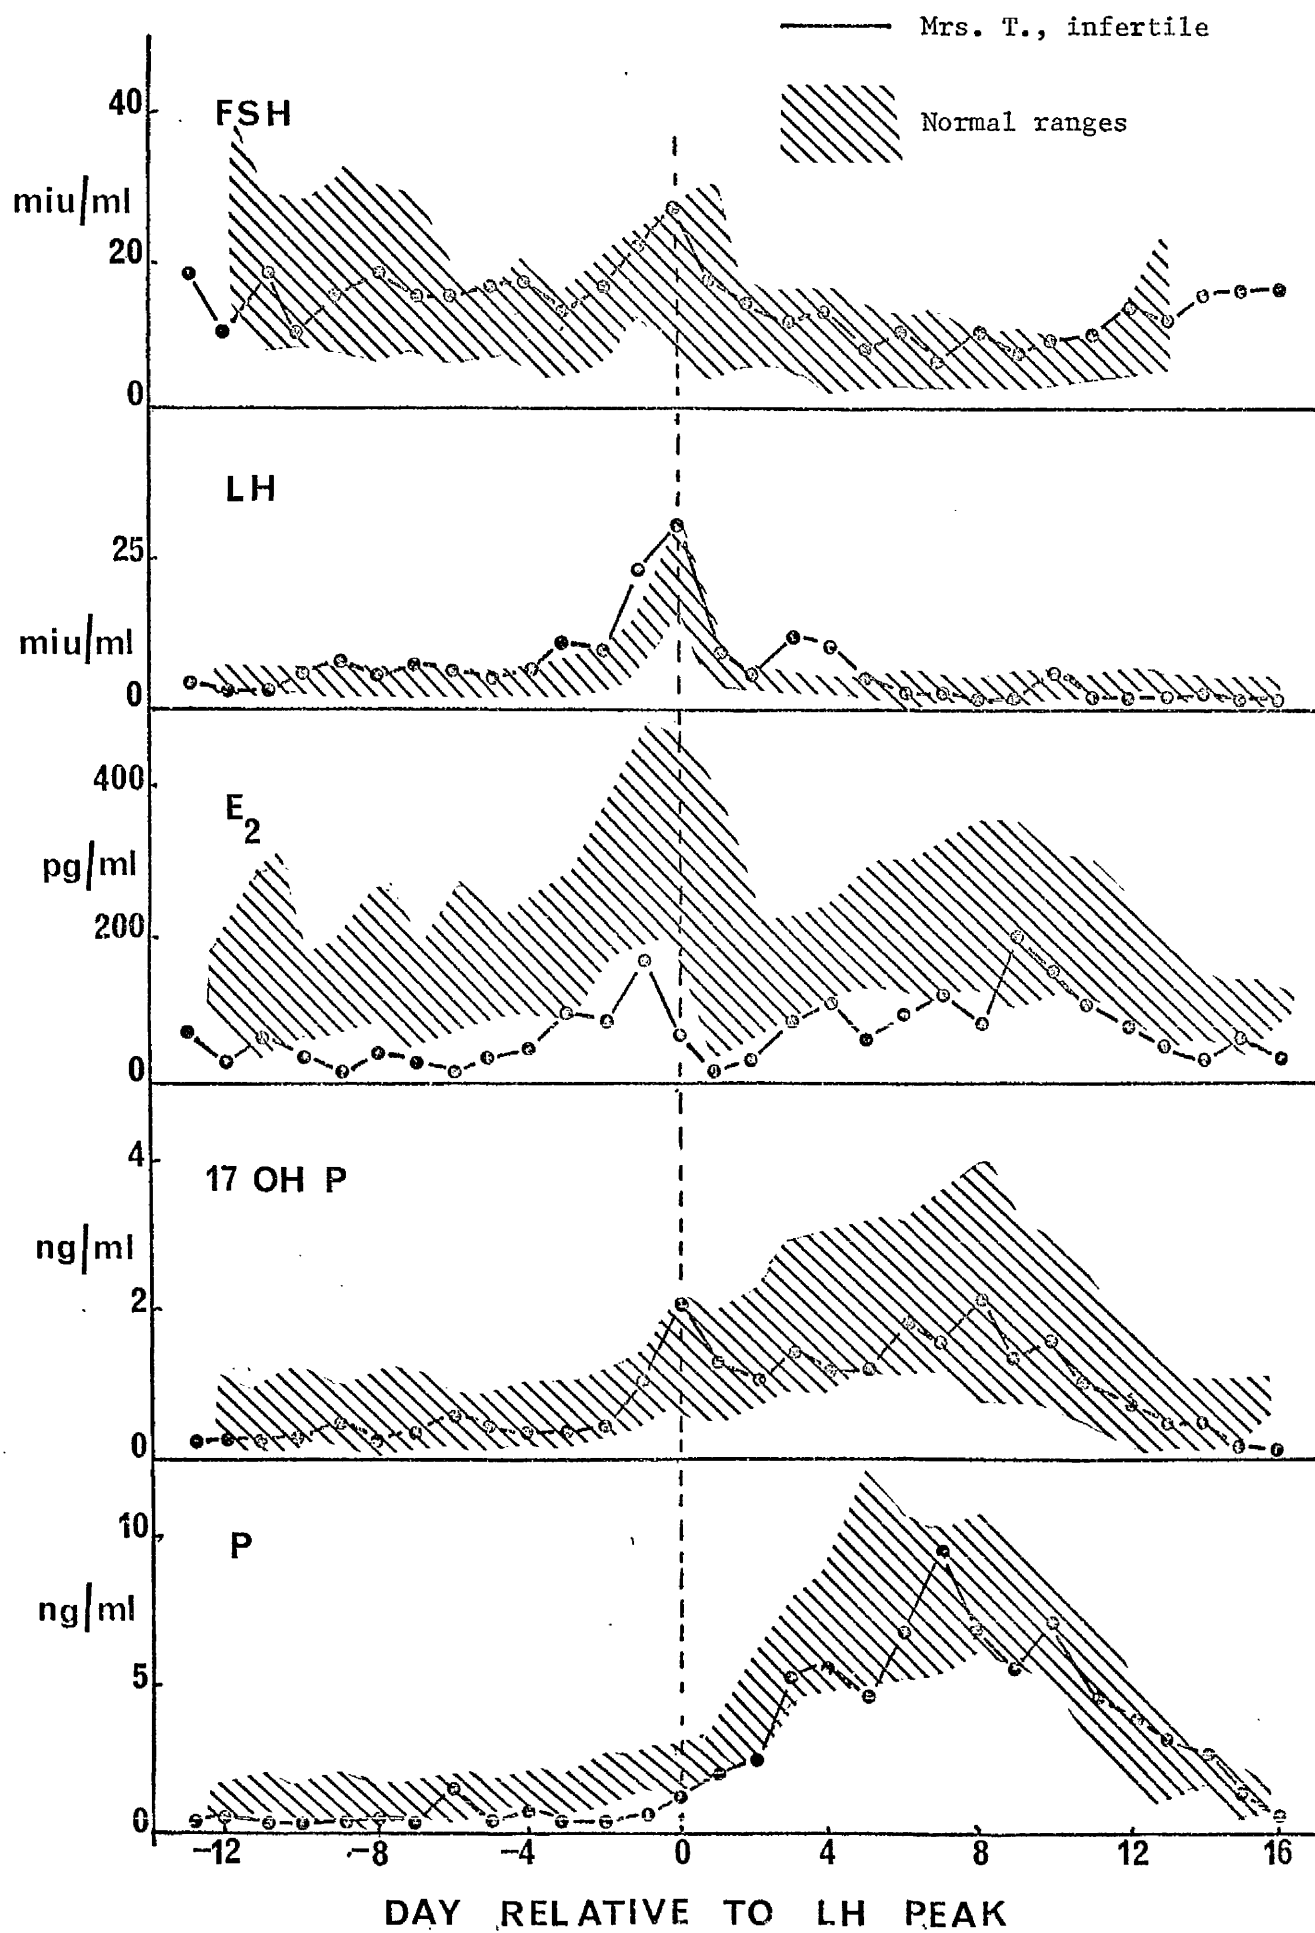 Mrs. T., infertile
Normal ranges
FSH
40
miu/ml
20
0
LH
25
miu/ml
0
E2
400
pg/ml
200
0
17 OH P
4
ng/ml
2
0
P
10
ng/ml
5
0
-12 -8 -4 0 4 8 12 16
DAY RELATIVE TO LH PEAK